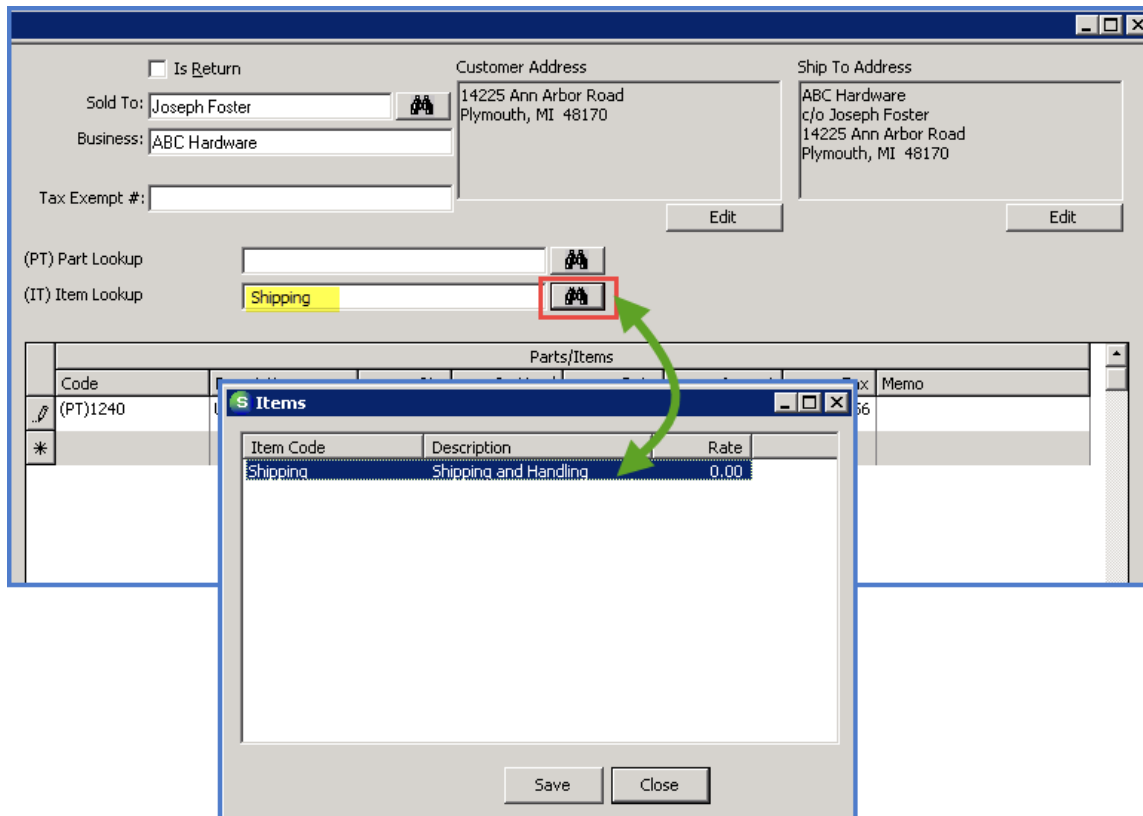 Is Return
Customer Address
Ship To Address
Sold To: Joseph Foster
14225 Ann Arbor Road
Plymouth, MI 48170
ABC Hardware
c/o Joseph Foster
14225 Ann Arbor Road
Plymouth, MI 48170
Business: ABC Hardware
Tax Exempt #:
Edit
Edit
(PT) Part Lookup
(IT) Item Lookup Shipping
Parts/Items
Code Memo
(PT)1240
S Items
Item Code Description Rate
Shipping Shipping and Handling 0.00
Save Close